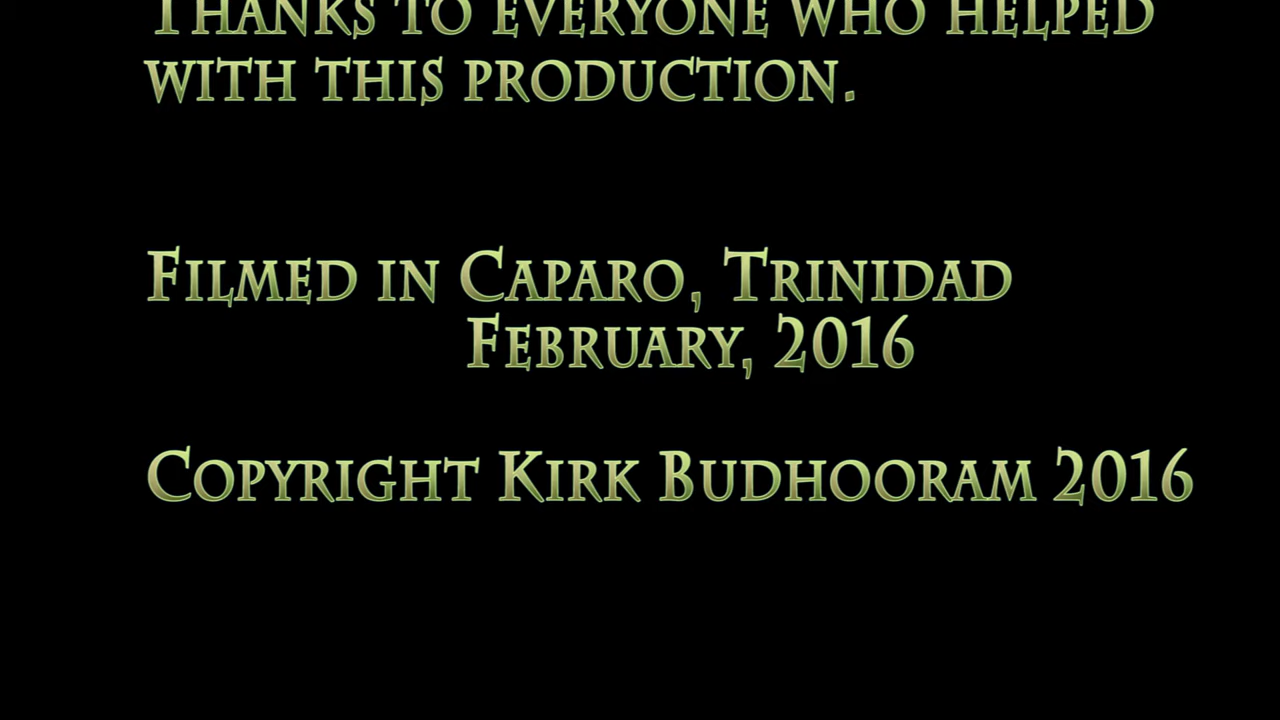 Thanks to everyone who helped
with this production.
Filmed in Caparo, Trinidad
February, 2016
Copyright Kirk Budhooram 2016